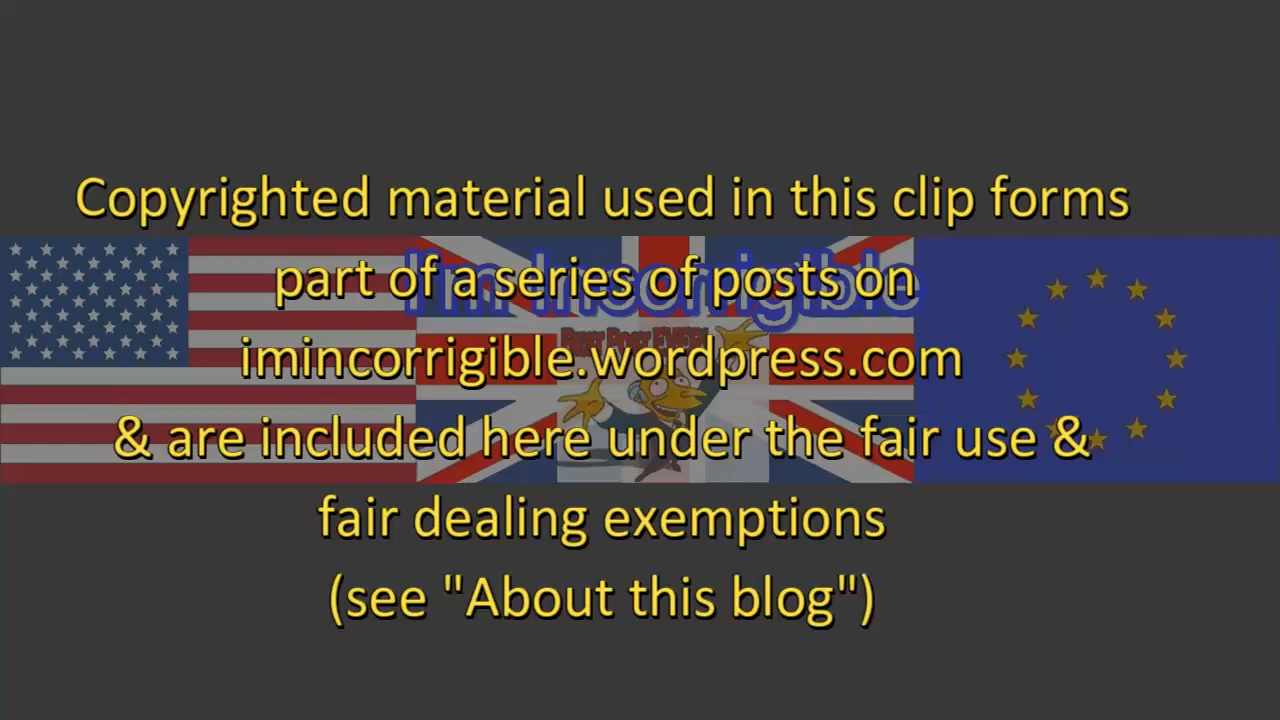 Copyrighted material used in this clip forms
part of a series of posts on
I'm Incorrigible
imincorrigible.wordpress.com
& are included here under the fair use &
fair dealing exemptions
(see "About this blog")